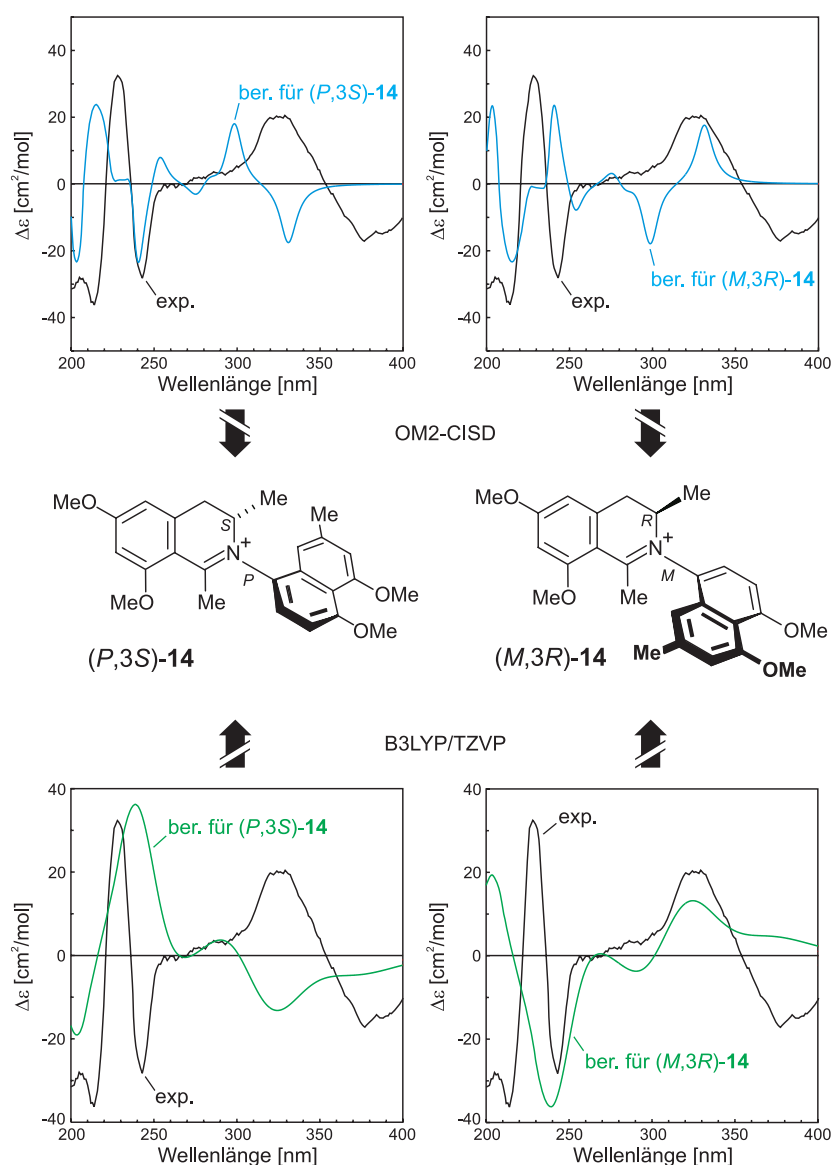 40
20
0
-20
-40
Δε [cm²/mol]
ber. für (P,3S)-14
exp.
200 250 300 350 400
Wellenlänge [nm]
40
20
0
-20
-40
Δε [cm²/mol]
ber. für (M,3R)-14
exp.
200 250 300 350 400
Wellenlänge [nm]
OM2-CISD
MeO
S
Me
N
+
P
MeO
Me
Me
OMe
OMe
(P,3S)-14
MeO
R
Me
N
+
M
MeO
Me
OMe
Me
OMe
(M,3R)-14
B3LYP/TZVP
40
20
0
-20
-40
Δε [cm²/mol]
ber. für (P,3S)-14
exp.
200 250 300 350 400
Wellenlänge [nm]
40
20
0
-20
-40
Δε [cm²/mol]
exp.
ber. für (M,3R)-14
200 250 300 350 400
Wellenlänge [nm]